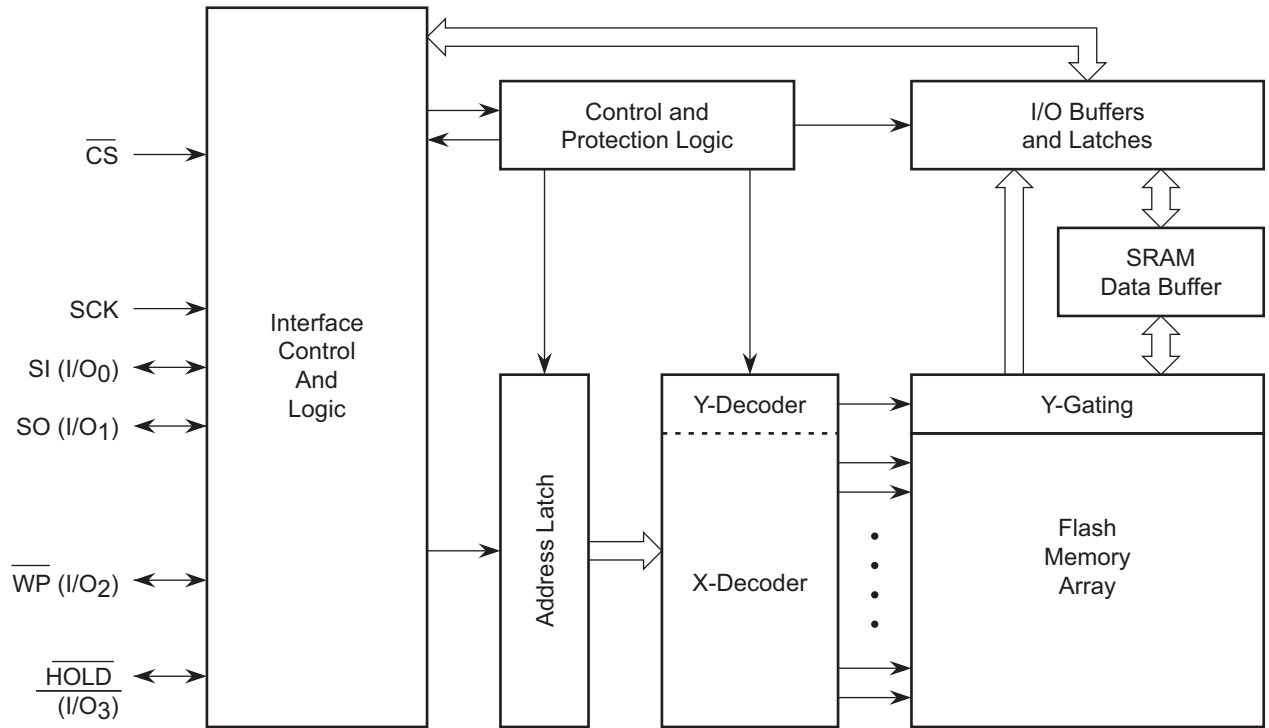 CS
SCK
SI (I/O0)
SO (I/O1)
WP (I/O2)
HOLD
(I/O3)
Interface
Control
And
Logic
Control and
Protection Logic
I/O Buffers
and Latches
SRAM
Data Buffer
Address Latch
Y-Decoder
X-Decoder
Y-Gating
Flash
Memory
Array